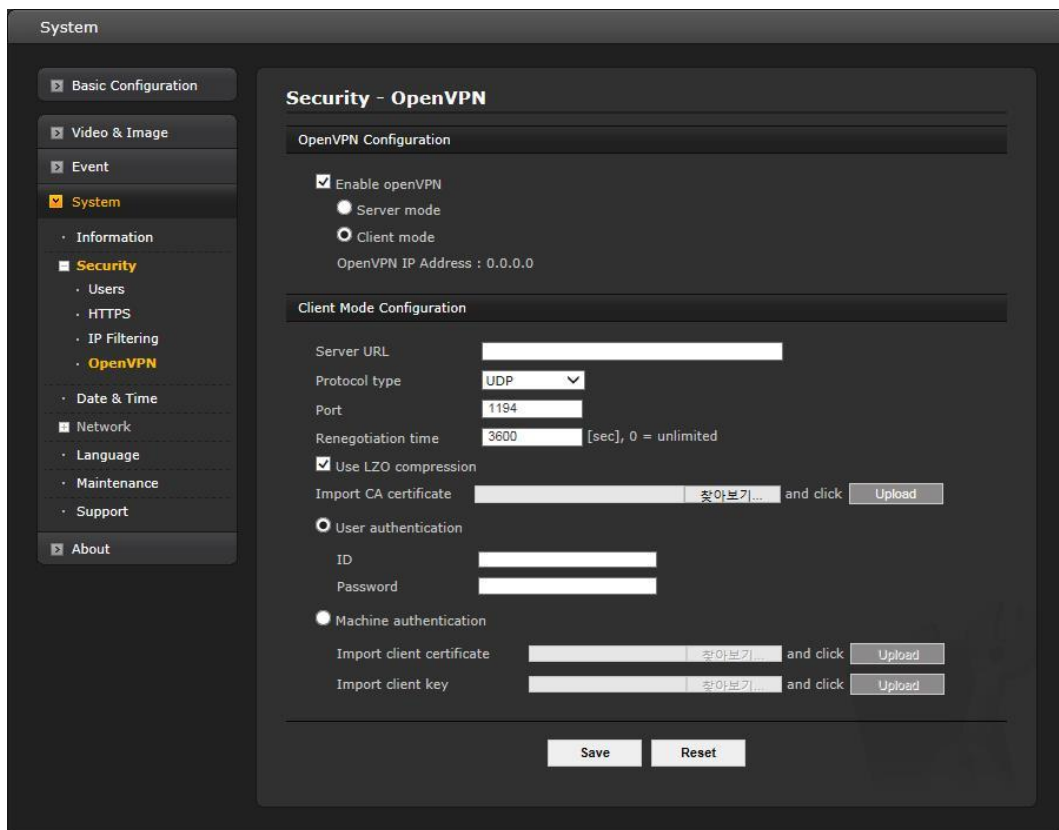 System
Basic Configuration
Video & Image
Event
System
· Information
Security
· Users
· HTTPS
· IP Filtering
· OpenVPN
· Date & Time
Network
· Language
· Maintenance
· Support
About
Security - OpenVPN
OpenVPN Configuration
Enable openVPN
Server mode
Client mode
OpenVPN IP Address : 0.0.0.0
Client Mode Configuration
Server URL
Protocol type UDP
Port 1194
Renegotiation time 3600 [sec], 0 = unlimited
Use LZO compression
Import CA certificate 찾아보기... and click Upload
User authentication
ID
Password
Machine authentication
Import client certificate 찾아보기... and click Upload
Import client key 찾아보기... and click Upload
Save Reset